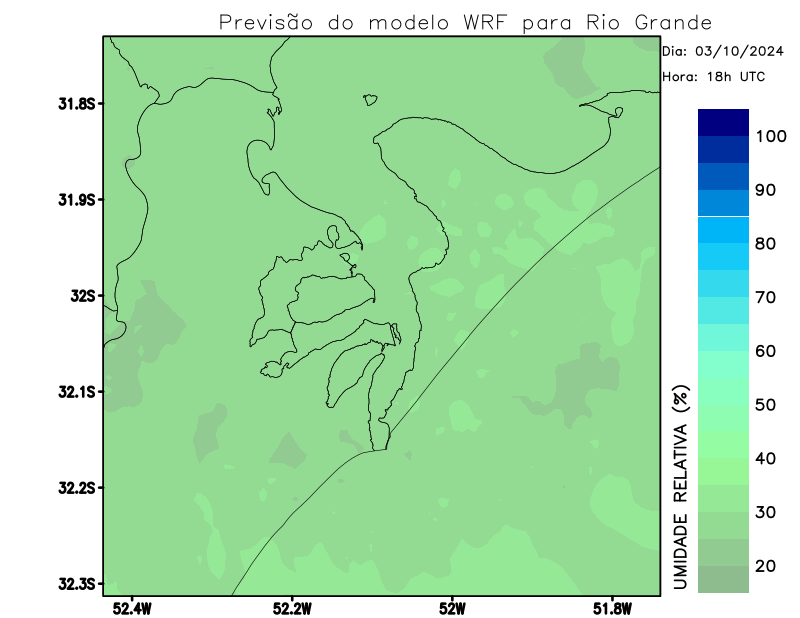 Previsão do modelo WRF para Rio Grande
Dia: 03/10/2024
Hora: 18h UTC
31.8S
31.9S
32S
32.1S
32.2S
32.3S
52.4W
52.2W
52W
51.8W
100
90
80
70
60
50
40
30
20
UMIDADE RELATIVA (%)